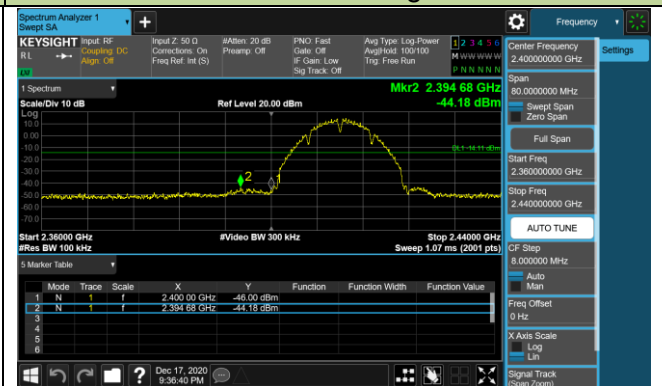 Spectrum Analyzer 1
Swept SA
Frequency
KEYSIGHT Input: RF Input Z: 50 Ω #Atten: 20 dB PNO: Fast Avg Type: Log-Power 1 2 3 4 5 6
RL Coupling: DC Corrections: On Preamp: Off Gate: Off Avg|Hold: 100/100 M W W W W W
Align: Off Freq Ref: Int (S) IF Gain: Low Trig: Free Run
Sig Track: Off P N N N N N
Center Frequency
2.400000000 GHz
Settings
Span
80.0000000 MHz
Swept Span
Zero Span
Full Span
Start Freq
2.360000000 GHz
Stop Freq
2.440000000 GHz
AUTO TUNE
CF Step
8.000000 MHz
Auto
Man
Freq Offset
0 Hz
X Axis Scale
Log
Lin
Signal Track
(Span Zoom)
1 Spectrum
Mkr2 2.394 68 GHz
Scale/Div 10 dB Ref Level 20.00 dBm -44.18 dBm
Log
10.0
0.00
-10.0
DL1 -14.11 dBm
-20.0
-30.0
-40.0
2
1
-50.0
-60.0
-70.0
Start 2.36000 GHz #Video BW 300 kHz Stop 2.44000 GHz
#Res BW 100 kHz Sweep 1.07 ms (2001 pts)
5 Marker Table
Mode Trace Scale X Y Function Function Width Function Value
1 N 1 f 2.400 00 GHz -46.00 dBm
2 N 1 f 2.394 68 GHz -44.18 dBm
3
4
5
6
?
Dec 17, 2020
9:36:40 PM